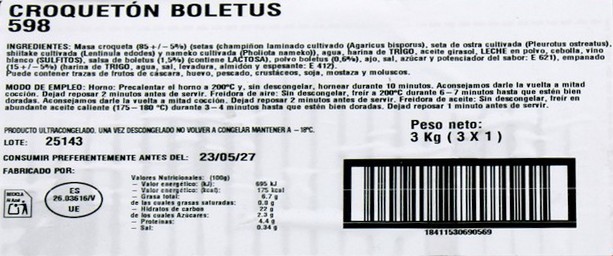 CROQUETÓN BOLETUS
598
INGREDIENTES: Masa croqueta (85 +/- 5%) (setas (champiñon laminado cultivado (Agaricus bisporus), seta de ostra cultivada (Pleurotus ostreatus),
shiitake cultivada (Lentinula edodes) y nameko cultivada (Pholiota nameko)), agua, harina de TRIGO, aceite girasol, LECHE en polvo, cebolla, vino
blanco (SULFITOS), salsa de boletus (1,5%) (contiene LACTOSA), polvo boletus (0,6%), ajo, sal, azúcar y potenciador del sabor: E 621), empanado
(15 +/- 5%) (harina de TRIGO, agua, sal, levadura, almidón y espesante: E 412).
Puede contener trazas de frutos de cáscara, huevo, pescado, crustáceos, soja, mostaza y moluscos.
MODO DE EMPLEO: Horno: Precalentar el horno a 200°C y, sin descongelar, hornear durante 10 minutos. Aconsejamos darle la vuelta a mitad
cocción. Dejad reposar 2 minutos antes de servir. Freidora de aire: Sin descongelar, freír a 200°C durante 6 - 7 minutos hasta que estén bien
doradas. Aconsejamos darle la vuelta a mitad cocción. Dejad reposar 2 minutos antes de servir. Freidora de aceite: Sin descongelar, freír en
abundante aceite caliente (175 - 180 °C) durante 3 - 4 minutos hasta que estén bien doradas. Dejad reposar 1 minuto antes de servir.
PRODUCTO ULTRACONGELADO. UNA VEZ DESCONGELADO NO VOLVER A CONGELAR MANTENER A - 18°C.
LOTE: 25143
Peso neto:
3 Kg ( 3 X 1 )
CONSUMIR PREFERENTEMENTE ANTES DEL: 23/05/27
FABRICADO POR:
ES
26.03616/V
UE
RECICLA
Al Azul
Valores Nutricionales: (100g)
- Valor energético: (kJ): 695 kJ
- Valor energético: (kcal): 175 kcal
- Grasa total: 6.7 g
de las cuales grasas saturadas: 0.8 g
- Hidratos de carbono 22 g
de los cuales Azúcares: 2.3 g
- Proteínas: 4.4 g
- Sal: 0.34 g
18411530690569